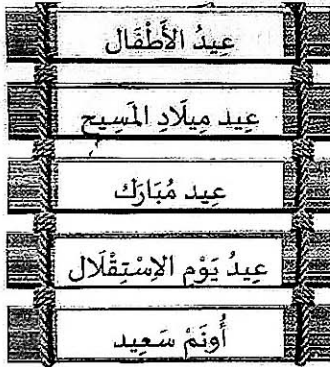 عِيدُ الأَطْفَال
عِيد مِيلَادِ المَسِيح
عِيد مُبَارَك
عِيدُ يَوْمِ الاِسْتِقْلَال
أُونَمْ سَعِيد